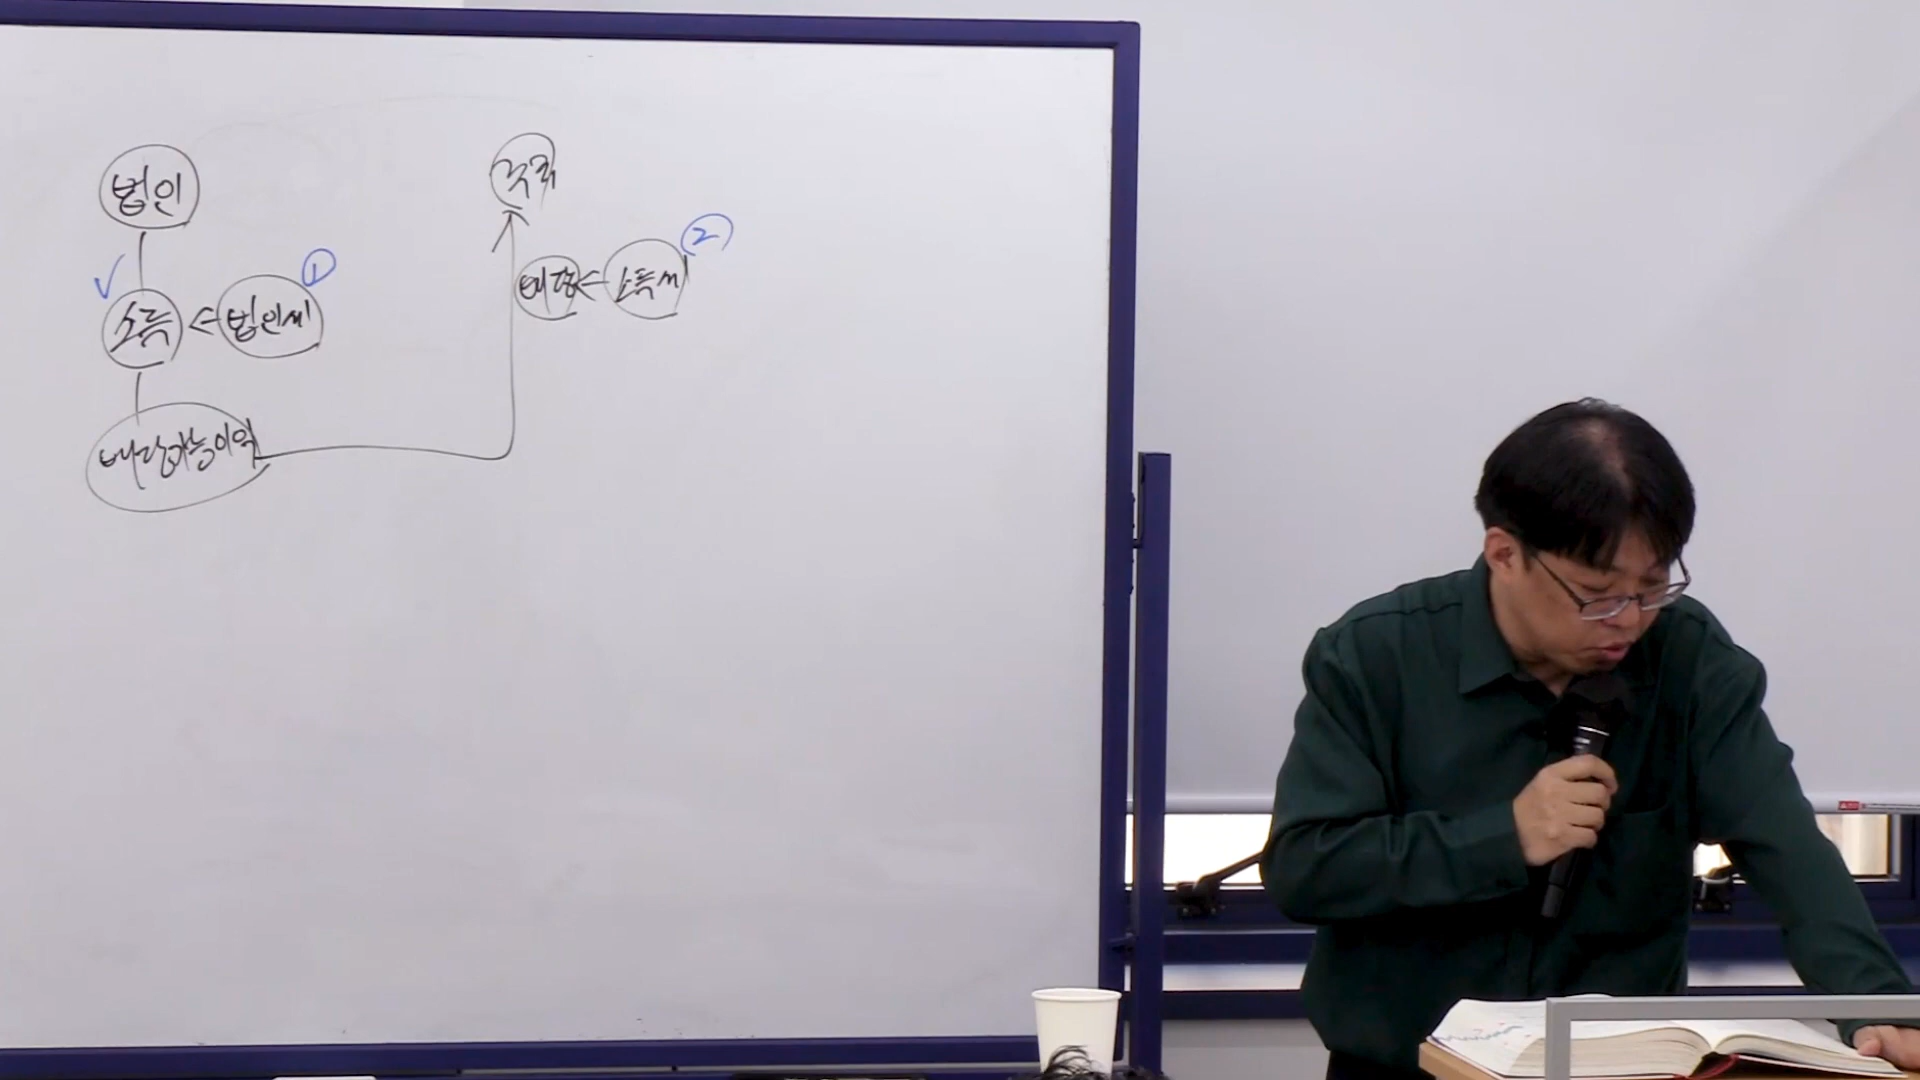 법인
주주
②
배당 ⇐ 소득세
①
✓
소득 ⇐ 법인세
배당가능이익